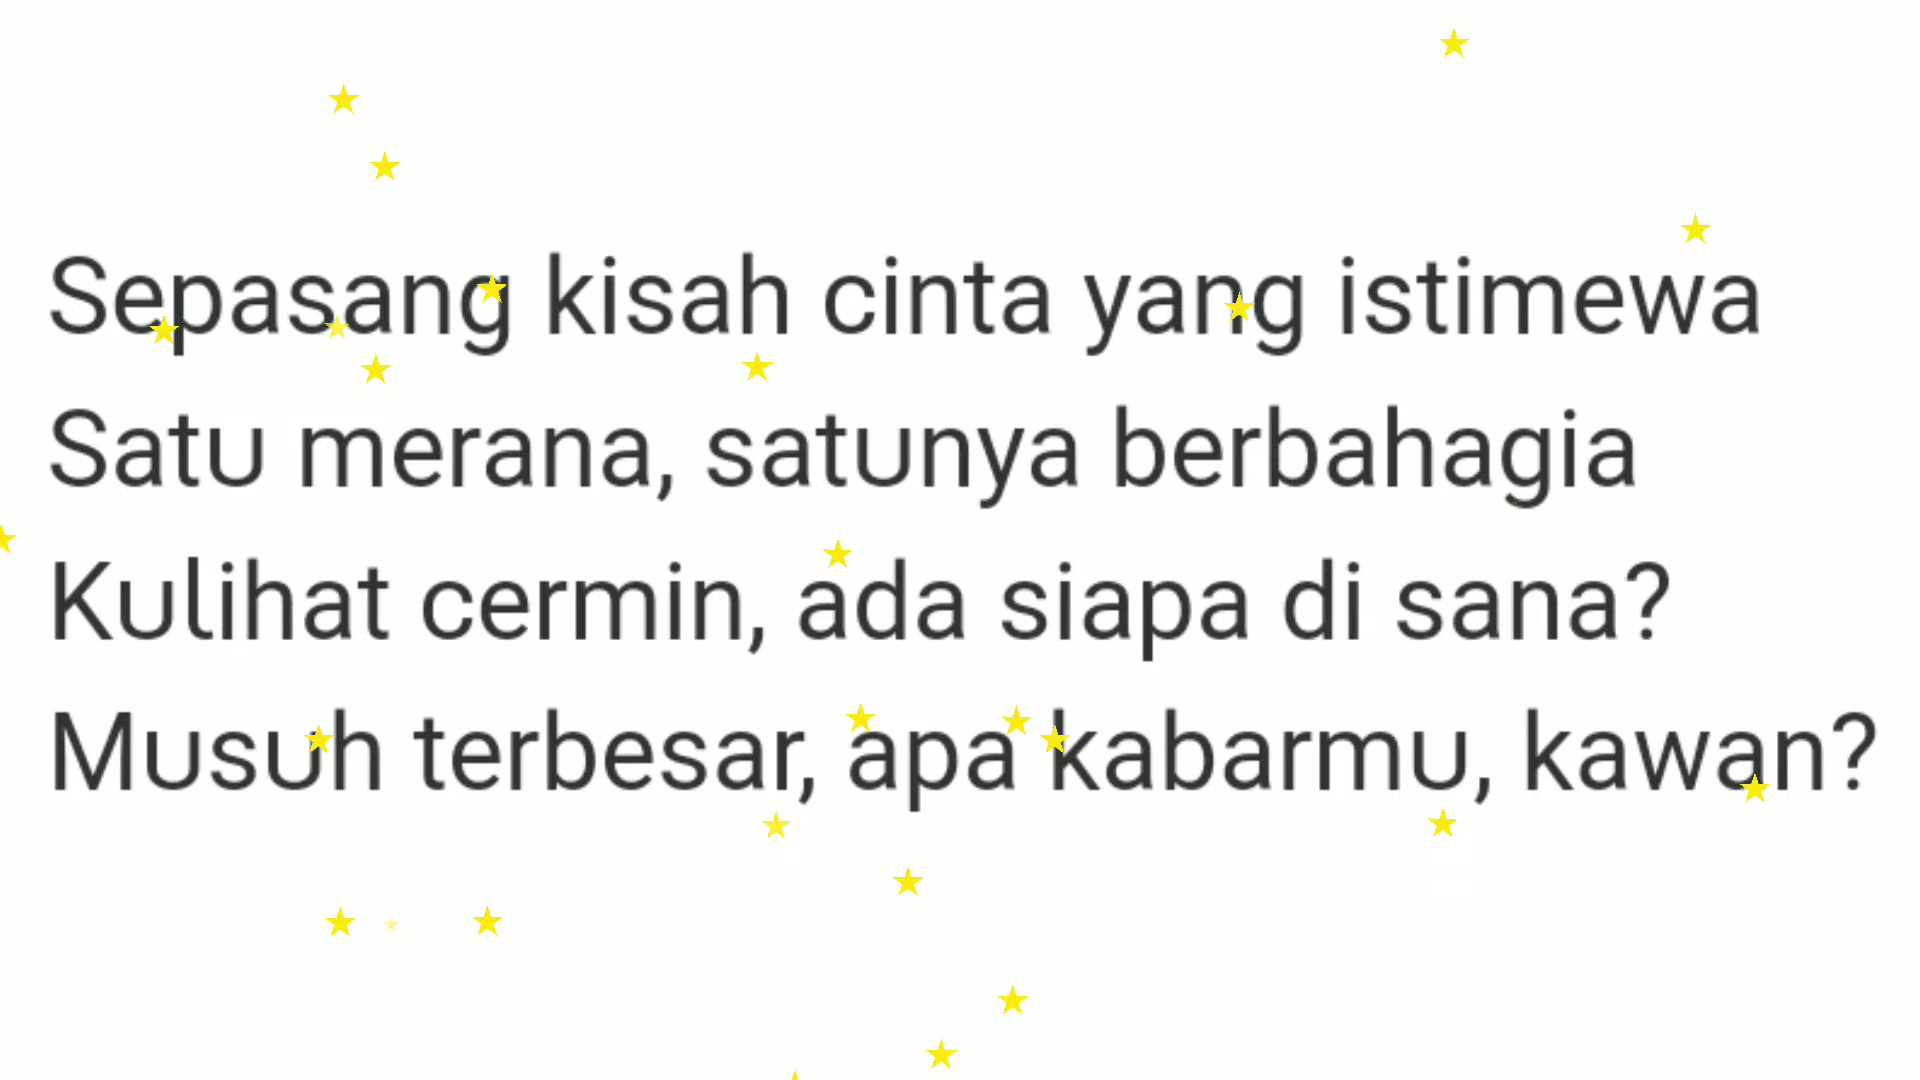 Sepasang kisah cinta yang istimewa
Satu merana, satunya berbahagia
Kulihat cermin, ada siapa di sana?
Musuh terbesar, apa kabarmu, kawan?